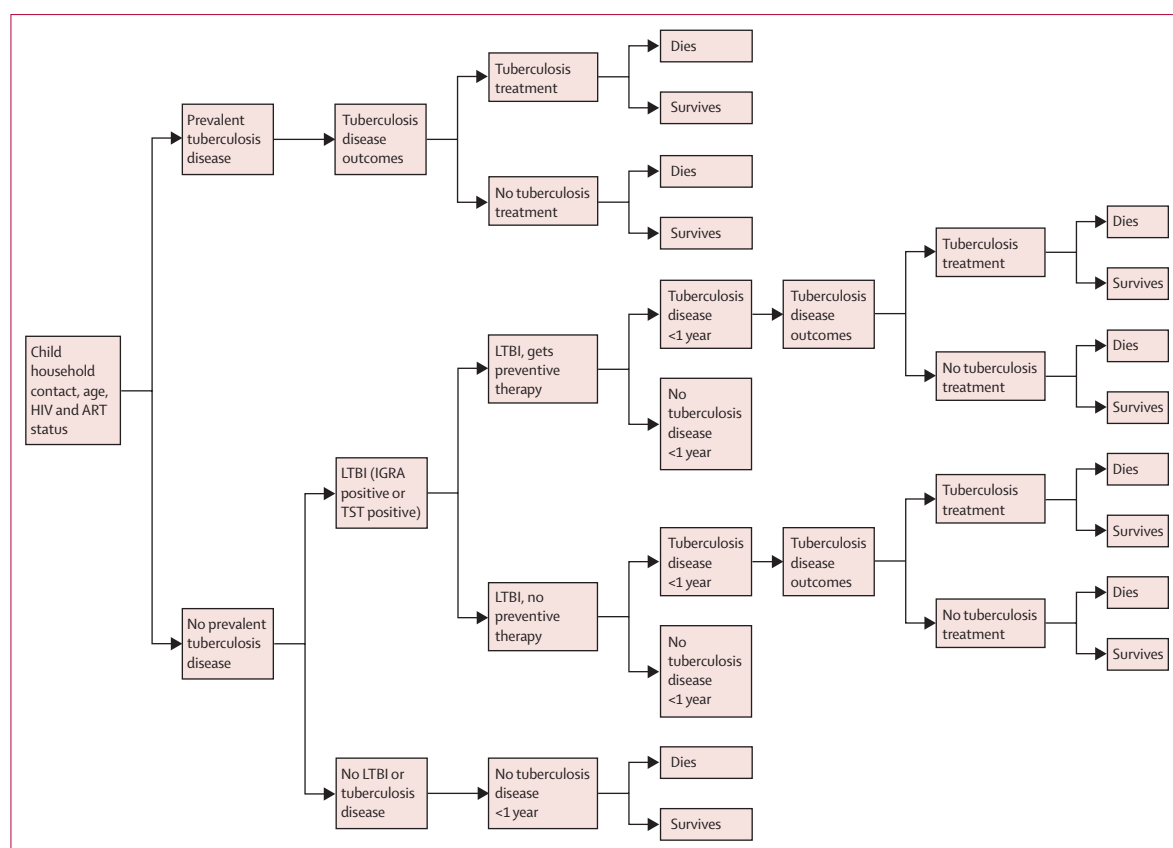 Child
household
contact, age,
HIV and ART
status
Prevalent
tuberculosis
disease
Tuberculosis
disease
outcomes
Tuberculosis
treatment
Dies
Survives
No tuberculosis
treatment
Dies
Survives
No prevalent
tuberculosis
disease
LTBI (IGRA
positive or
TST positive)
LTBI, gets
preventive
therapy
Tuberculosis
disease
<1 year
Tuberculosis
disease
outcomes
Tuberculosis
treatment
Dies
Survives
No tuberculosis
treatment
Dies
Survives
No
tuberculosis
disease
<1 year
LTBI, no
preventive
therapy
Tuberculosis
disease
<1 year
Tuberculosis
disease
outcomes
Tuberculosis
treatment
Dies
Survives
No tuberculosis
treatment
Dies
Survives
No
tuberculosis
disease
<1 year
No LTBI or
tuberculosis
disease
No tuberculosis
disease
<1 year
Dies
Survives